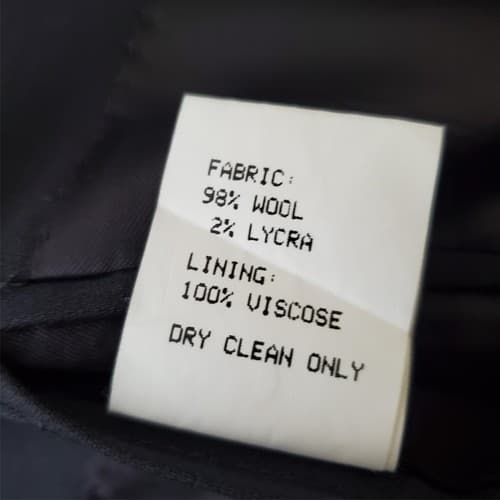 FABRIC:
98% WOOL
2% LYCRA
LINING:
100% VISCOSE
DRY CLEAN ONLY